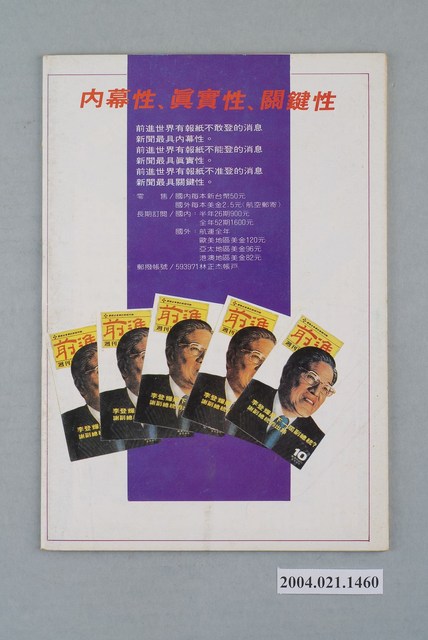 內幕性、眞實性、關鍵性
前進世界有報紙不敢登的消息
新聞最具內幕性。
前進世界有報紙不能登的消息
新聞最具眞實性。
前進世界有報紙不准登的消息
新聞最具關鍵性。
零　　售/國內每本新台幣50元
國外每本美金2.5元(航空郵寄)
長期訂閱/國內：半年26期900元
全年52期1600元
國外：航運全年
歐美地區美金120元
亞太地區美金96元
港澳地區美金82元
郵撥帳號/593971林正杰帳戶
前進
週刊
李登輝
謝副總統
10
2004.021.1460